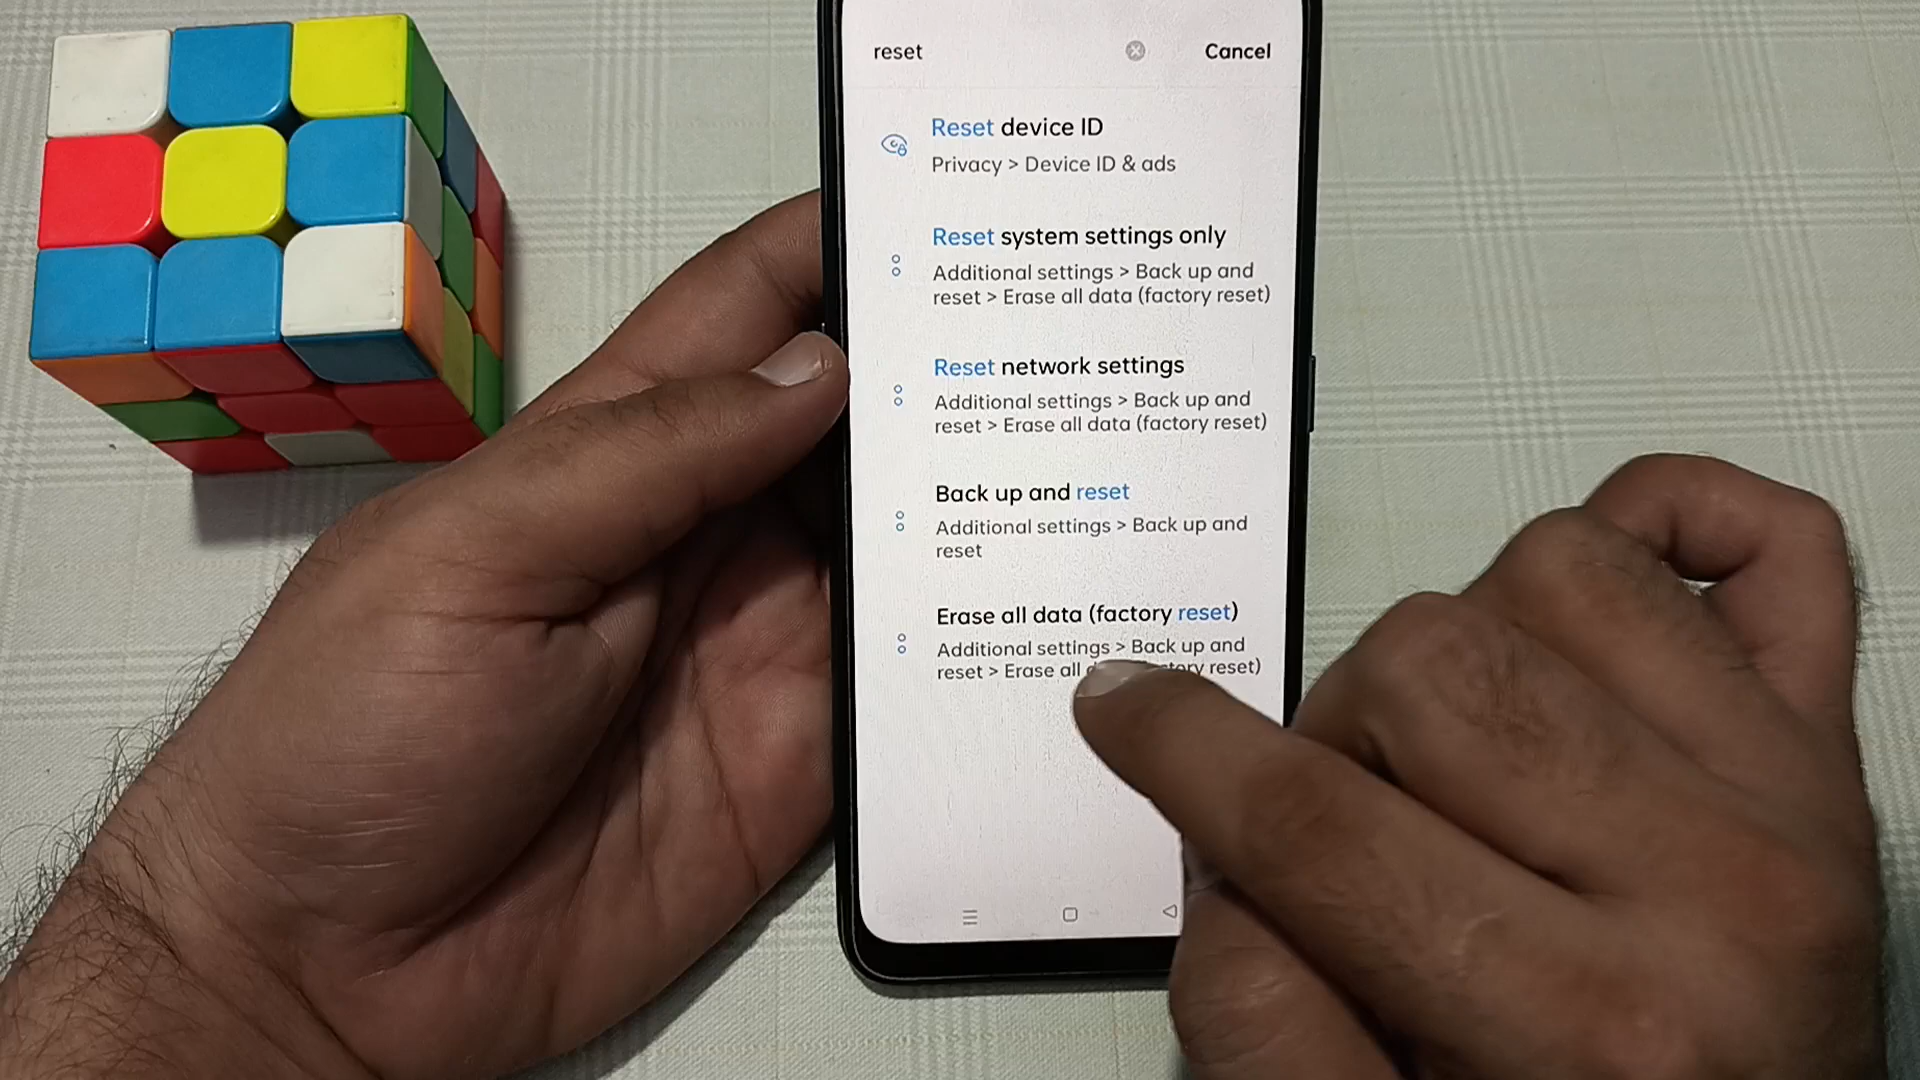 reset
Cancel
Reset device ID
Privacy > Device ID & ads
Reset system settings only
Additional settings > Back up and
reset > Erase all data (factory reset)
Reset network settings
Additional settings > Back up and
reset > Erase all data (factory reset)
Back up and reset
Additional settings > Back up and
reset
Erase all data (factory reset)
Additional settings > Back up and
reset > Erase all reset)